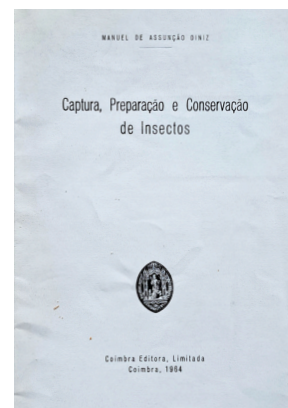 MANUEL DE ASSUNÇÃO DINIZ
Captura, Preparação e Conservação
de Insectos
Coimbra Editora, Limitada
Coimbra, 1964